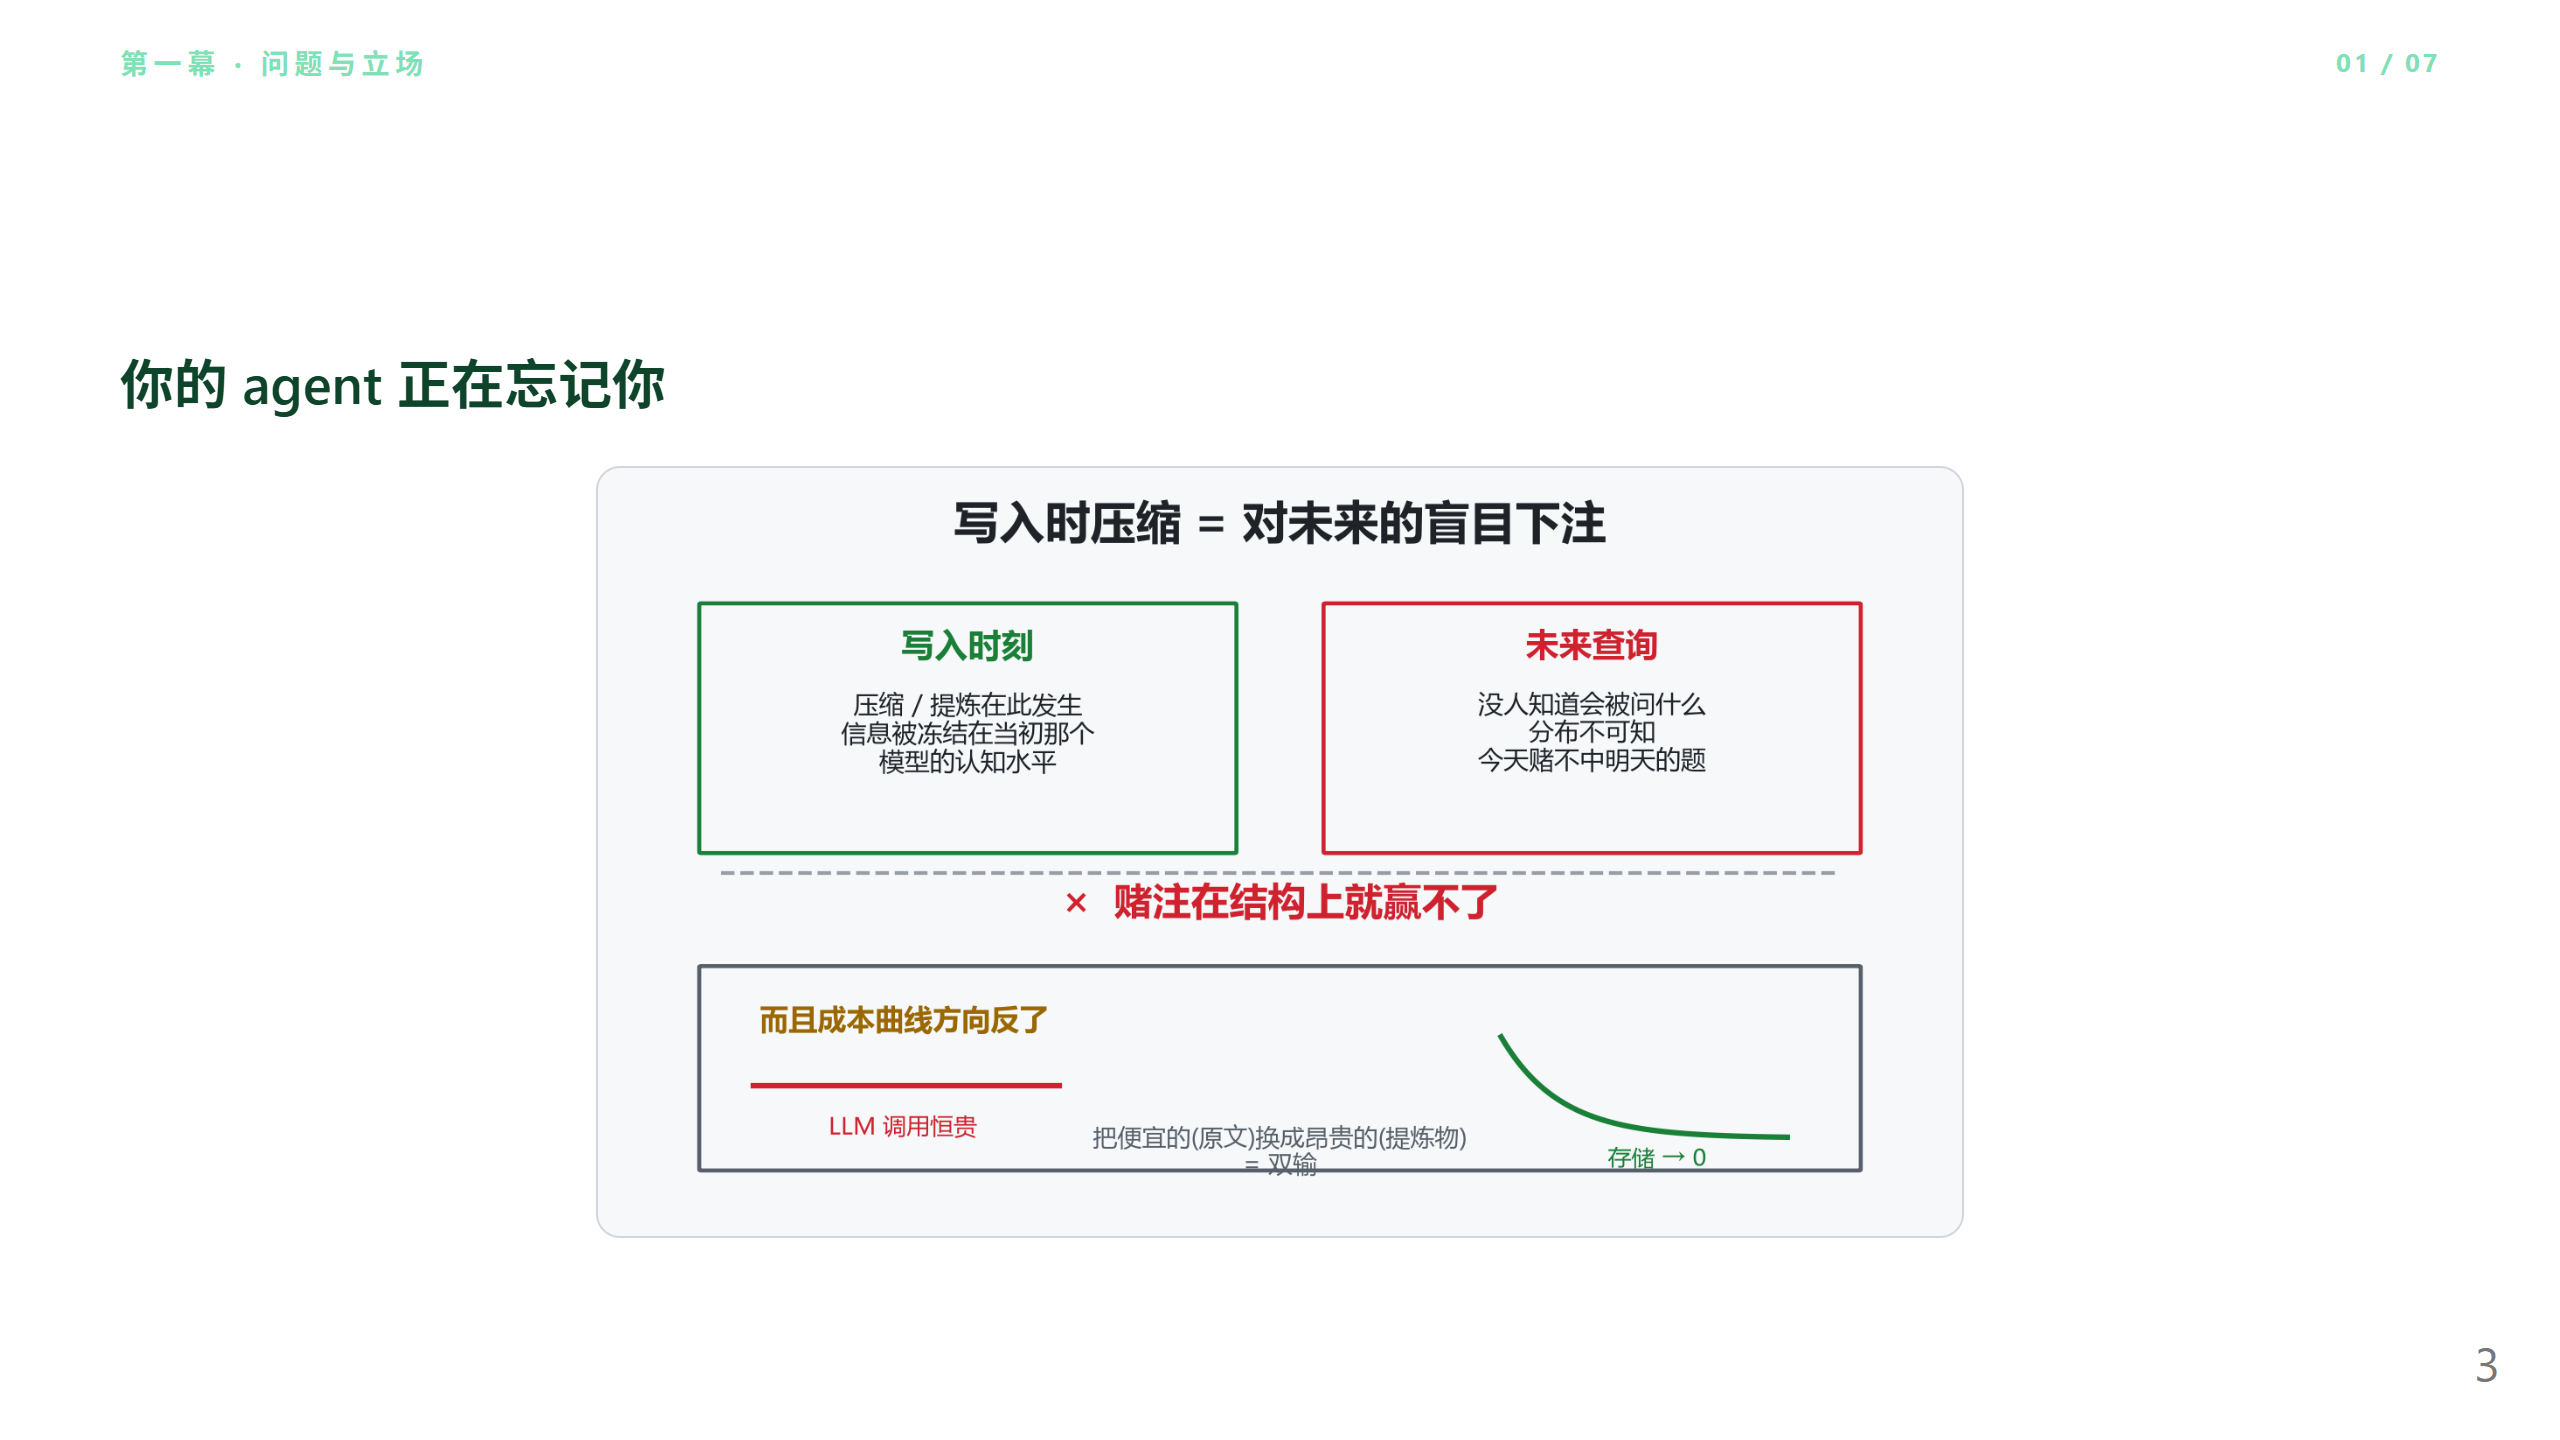 第一幕 · 问题与立场
01 / 07
你的 agent 正在忘记你
写入时压缩 = 对未来的盲目下注
写入时刻
压缩 / 提炼在此发生
信息被冻结在当初那个
模型的认知水平
未来查询
没人知道会被问什么
分布不可知
今天赌不中明天的题
× 赌注在结构上就赢不了
而且成本曲线方向反了
LLM 调用恒贵
把便宜的(原文)换成昂贵的(提炼物)
= 双输
存储 → 0
3